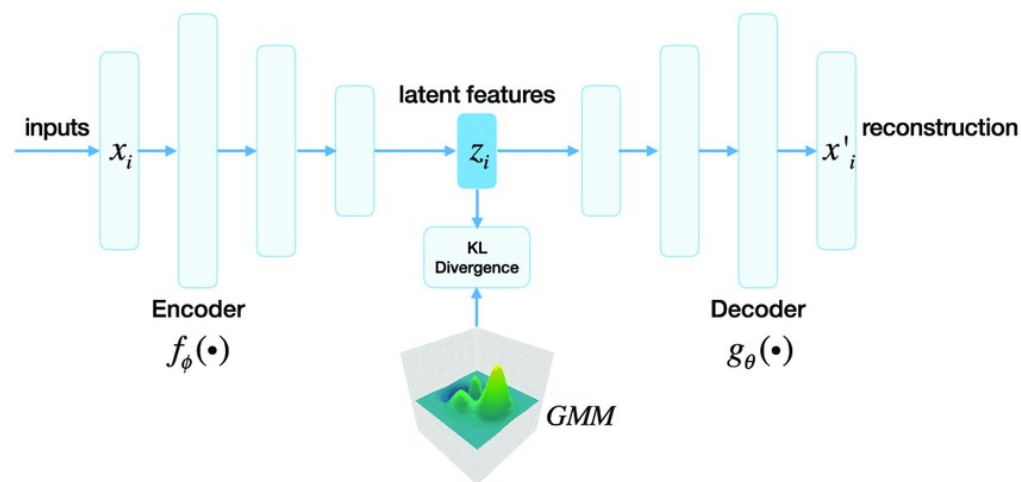 latent features
inputs
x_i
z_i
x'_i
reconstruction
KL
Divergence
Encoder
f_ϕ(•)
Decoder
g_θ(•)
GMM